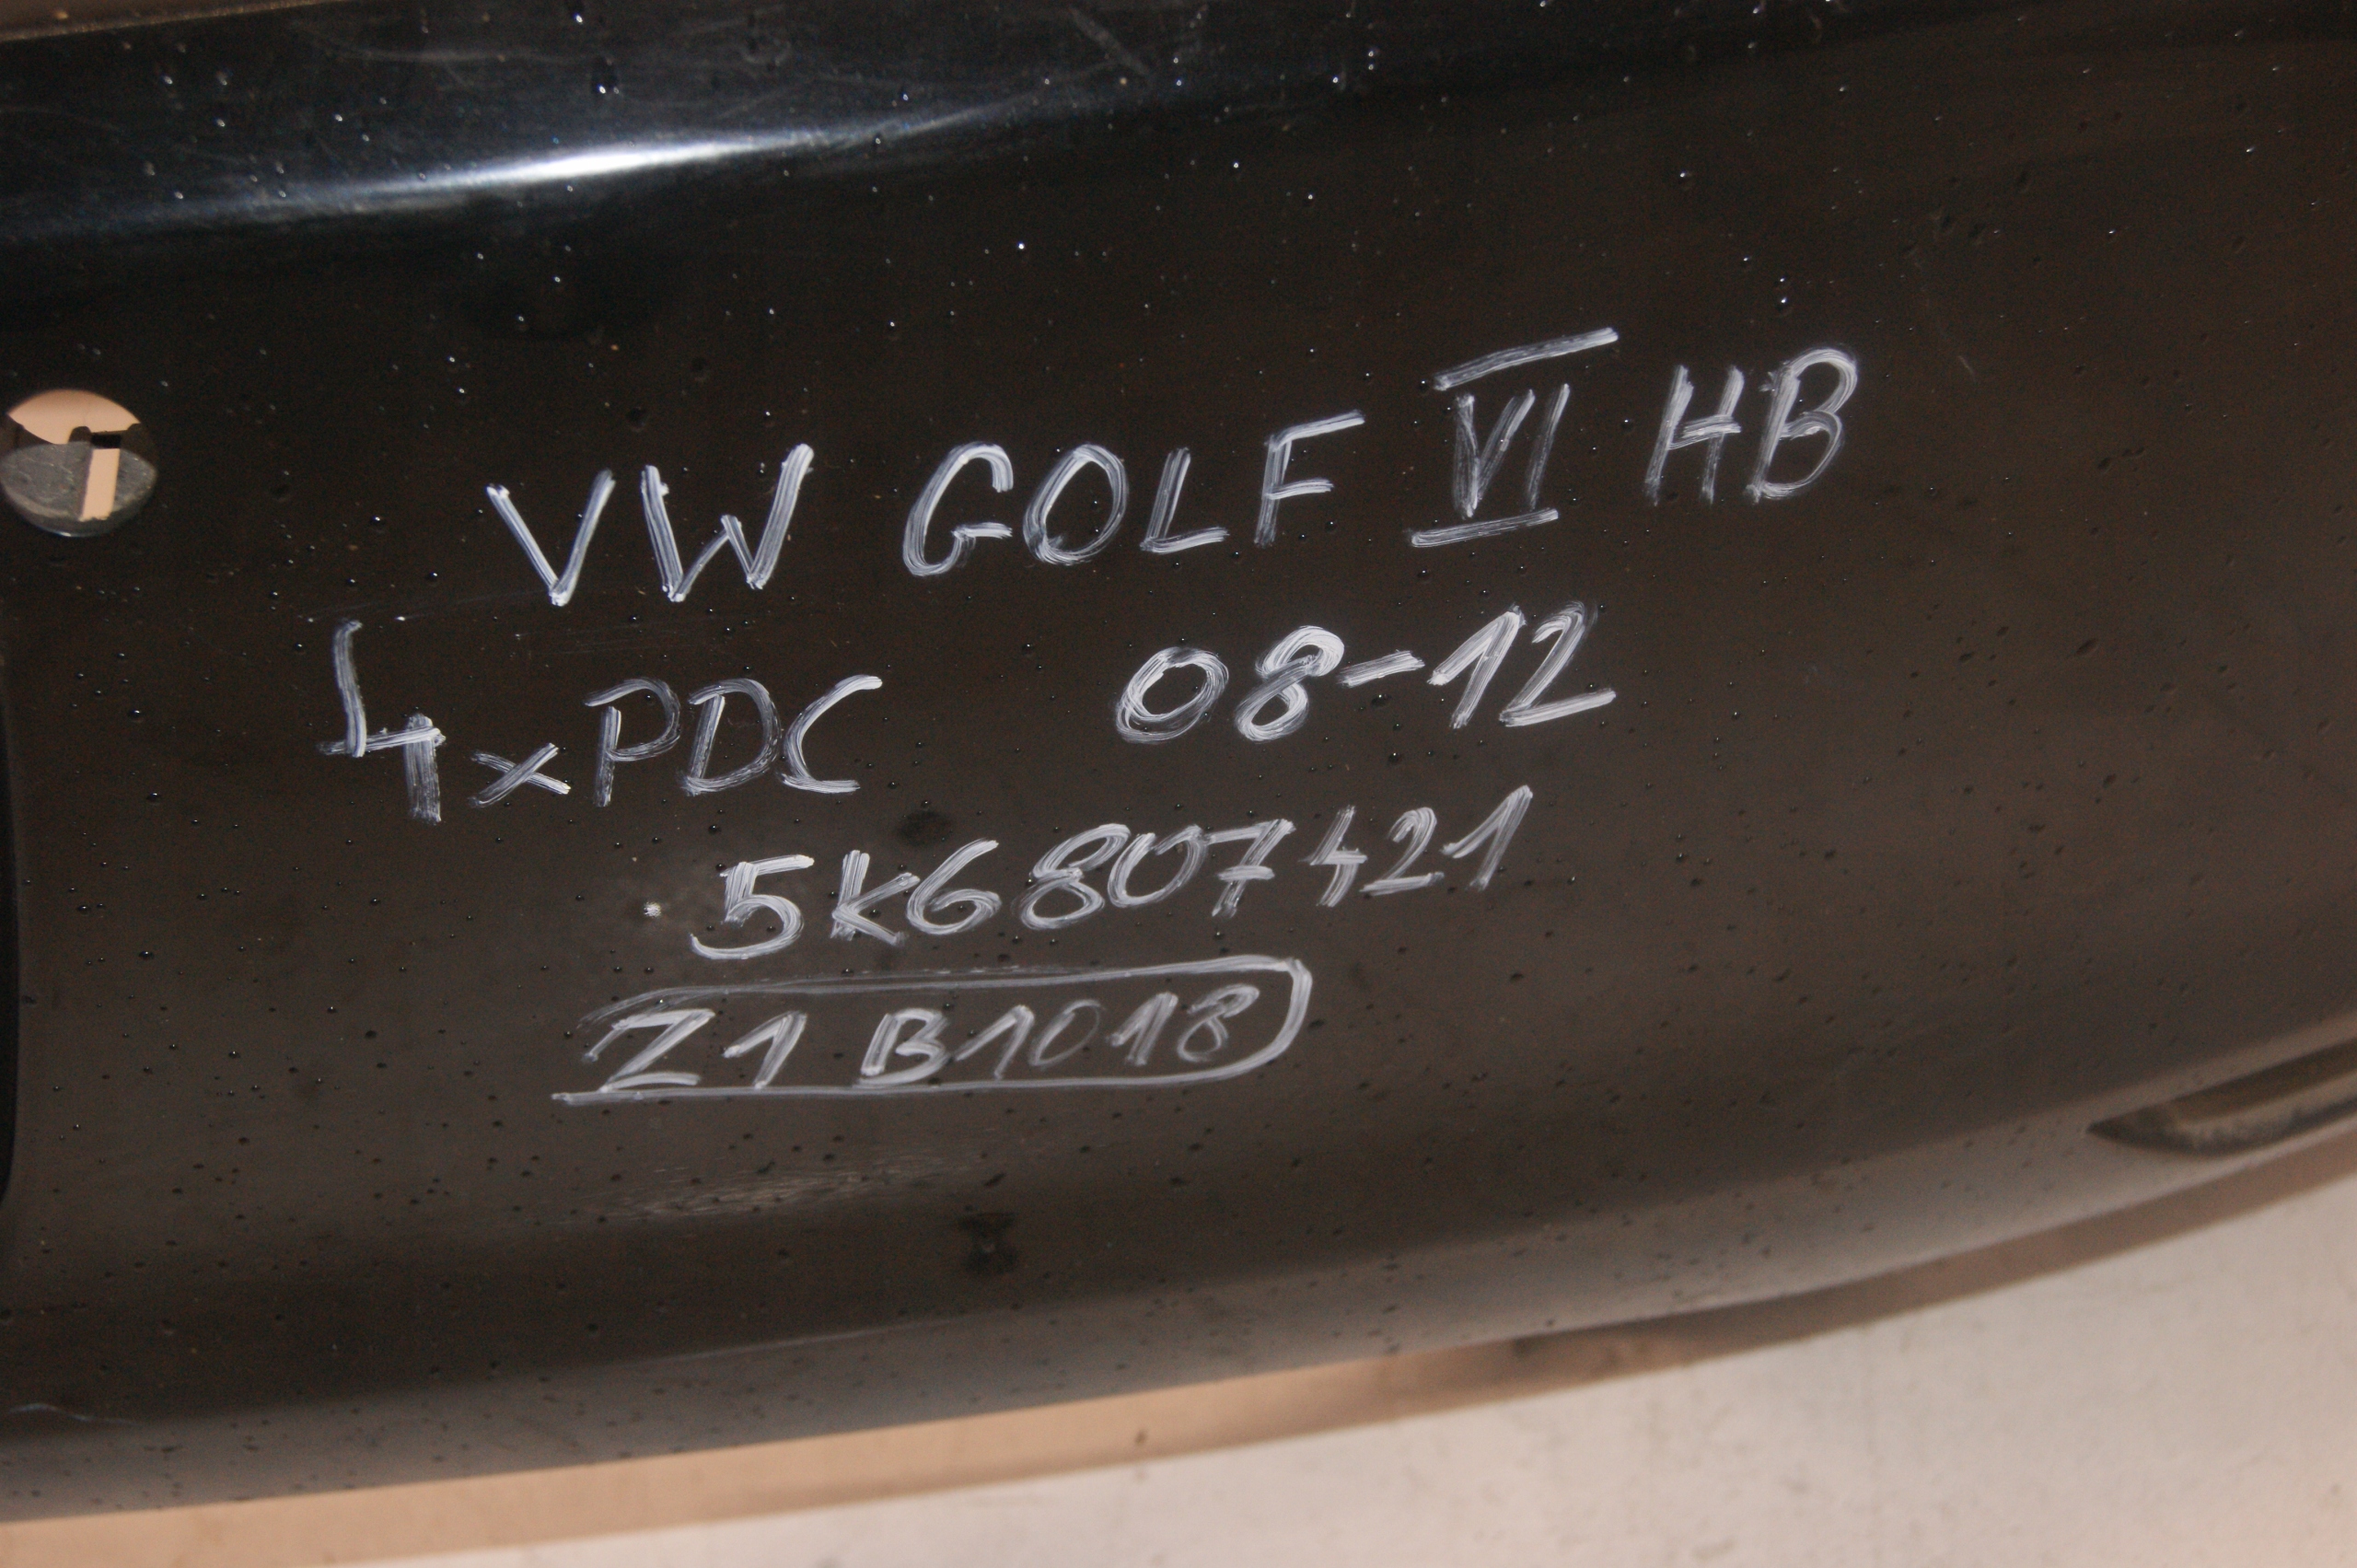 VW GOLF VI HB
4xPDC 08-12
5K6807421
Z1 B1018